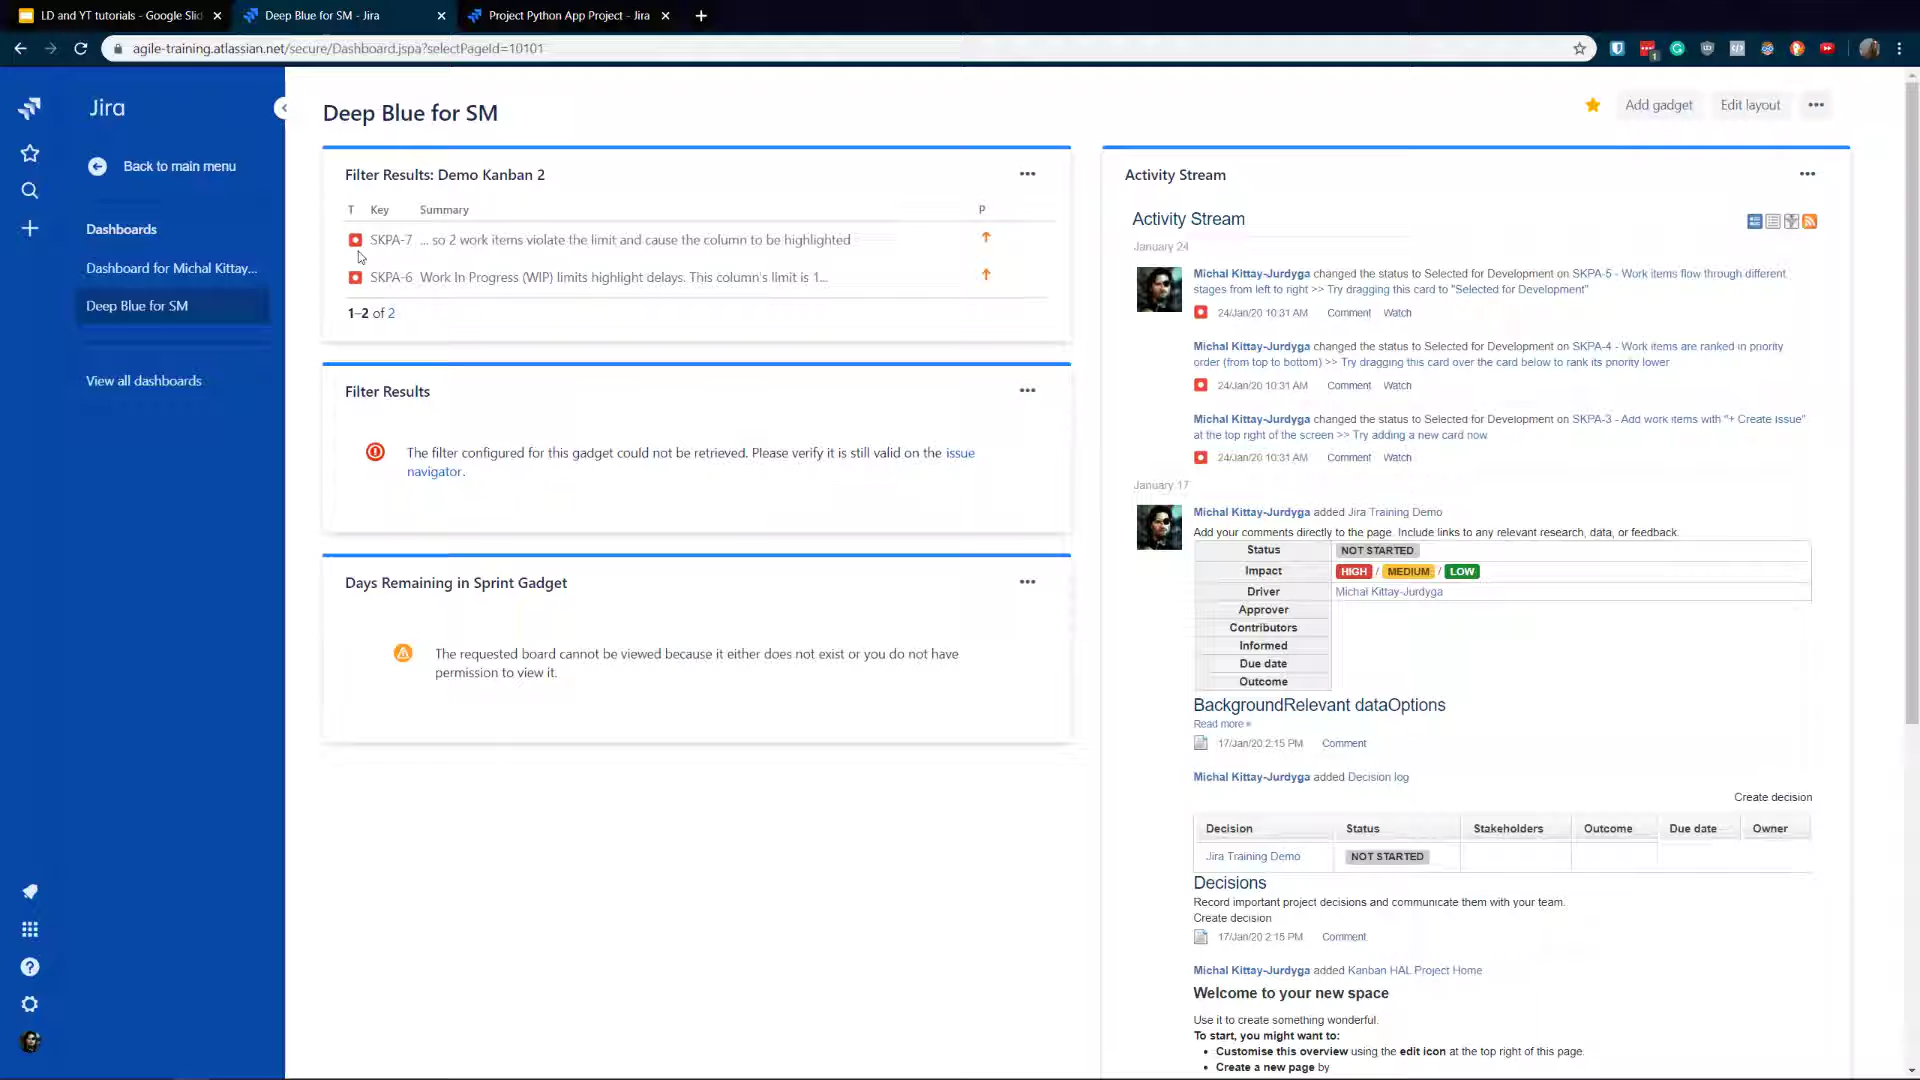 LD and YT tutorials - Google Slid
Deep Blue for SM - Jira
Project Python App Project - Jira
agile-training.atlassian.net/secure/Dashboard.jspa?selectPageId=10101
Jira
Back to main menu
Dashboards
Dashboard for Michal Kittay...
Deep Blue for SM
View all dashboards
Deep Blue for SM
Add gadget
Edit layout
Filter Results: Demo Kanban 2
T Key Summary P
SKPA-7 ... so 2 work items violate the limit and cause the column to be highlighted
SKPA-6 Work In Progress (WIP) limits highlight delays. This column's limit is 1...
1–2 of 2
Filter Results
The filter configured for this gadget could not be retrieved. Please verify it is still valid on the issue
navigator.
Days Remaining in Sprint Gadget
The requested board cannot be viewed because it either does not exist or you do not have
permission to view it.
Activity Stream
Activity Stream
January 24
Michal Kittay-Jurdyga changed the status to Selected for Development on SKPA-5 - Work items flow through different
stages from left to right >> Try dragging this card to "Selected for Development"
24/Jan/20 10:31 AM Comment Watch
Michal Kittay-Jurdyga changed the status to Selected for Development on SKPA-4 - Work items are ranked in priority
order (from top to bottom) >> Try dragging this card over the card below to rank its priority lower
24/Jan/20 10:31 AM Comment Watch
Michal Kittay-Jurdyga changed the status to Selected for Development on SKPA-3 - Add work items with "+ Create Issue"
at the top right of the screen >> Try adding a new card now
24/Jan/20 10:31 AM Comment Watch
January 17
Michal Kittay-Jurdyga added Jira Training Demo
Add your comments directly to the page. Include links to any relevant research, data, or feedback.
Status NOT STARTED
Impact HIGH / MEDIUM / LOW
Driver Michal Kittay-Jurdyga
Approver
Contributors
Informed
Due date
Outcome
BackgroundRelevant dataOptions
Read more »
17/Jan/20 2:15 PM Comment
Michal Kittay-Jurdyga added Decision log
Create decision
Decision Status Stakeholders Outcome Due date Owner
Jira Training Demo NOT STARTED
Decisions
Record important project decisions and communicate them with your team.
Create decision
17/Jan/20 2:15 PM Comment
Michal Kittay-Jurdyga added Kanban HAL Project Home
Welcome to your new space
Use it to create something wonderful.
To start, you might want to:
• Customise this overview using the edit icon at the top right of this page.
• Create a new page by